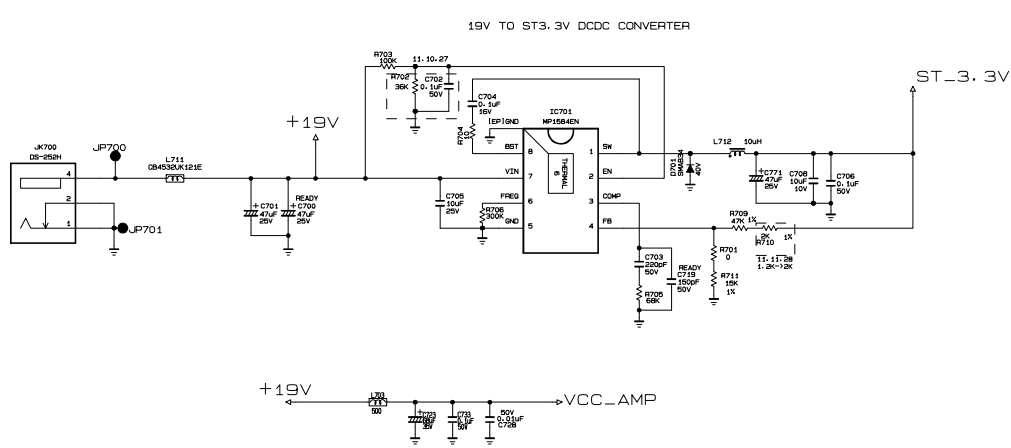 19V TO ST3.3V DCDC CONVERTER
R703
100K
11.10.27
R702
36K
C702
0.1uF
50V
C704
0.1uF
16V
R704
10
[EP]GND
IC701
MP1584EN
ST_3.3V
+19V
JK700
DS-252H
JP700
L711
CB4532UK121E
4
2
1
JP701
C701
47uF
25V
READY
C700
47uF
25V
C705
10uF
25V
R706
300K
BST
VIN
FREQ
GND
8
7
6
5
THERMAL
6
1
2
3
4
SW
EN
COMP
FB
D701
SMAB34
40V
L712
10uH
C771
47uF
25V
C708
10uF
10V
C706
0.1uF
50V
R709
47K
1%
2K
R710
1%
11.11.28
1.2K->2K
R701
0
R711
15K
1%
C703
220pF
50V
READY
C719
150pF
50V
R705
68K
+19V
L703
500
VCC_AMP
C723
35V
C733
0.1uF
50V
50V
0.01uF
C728